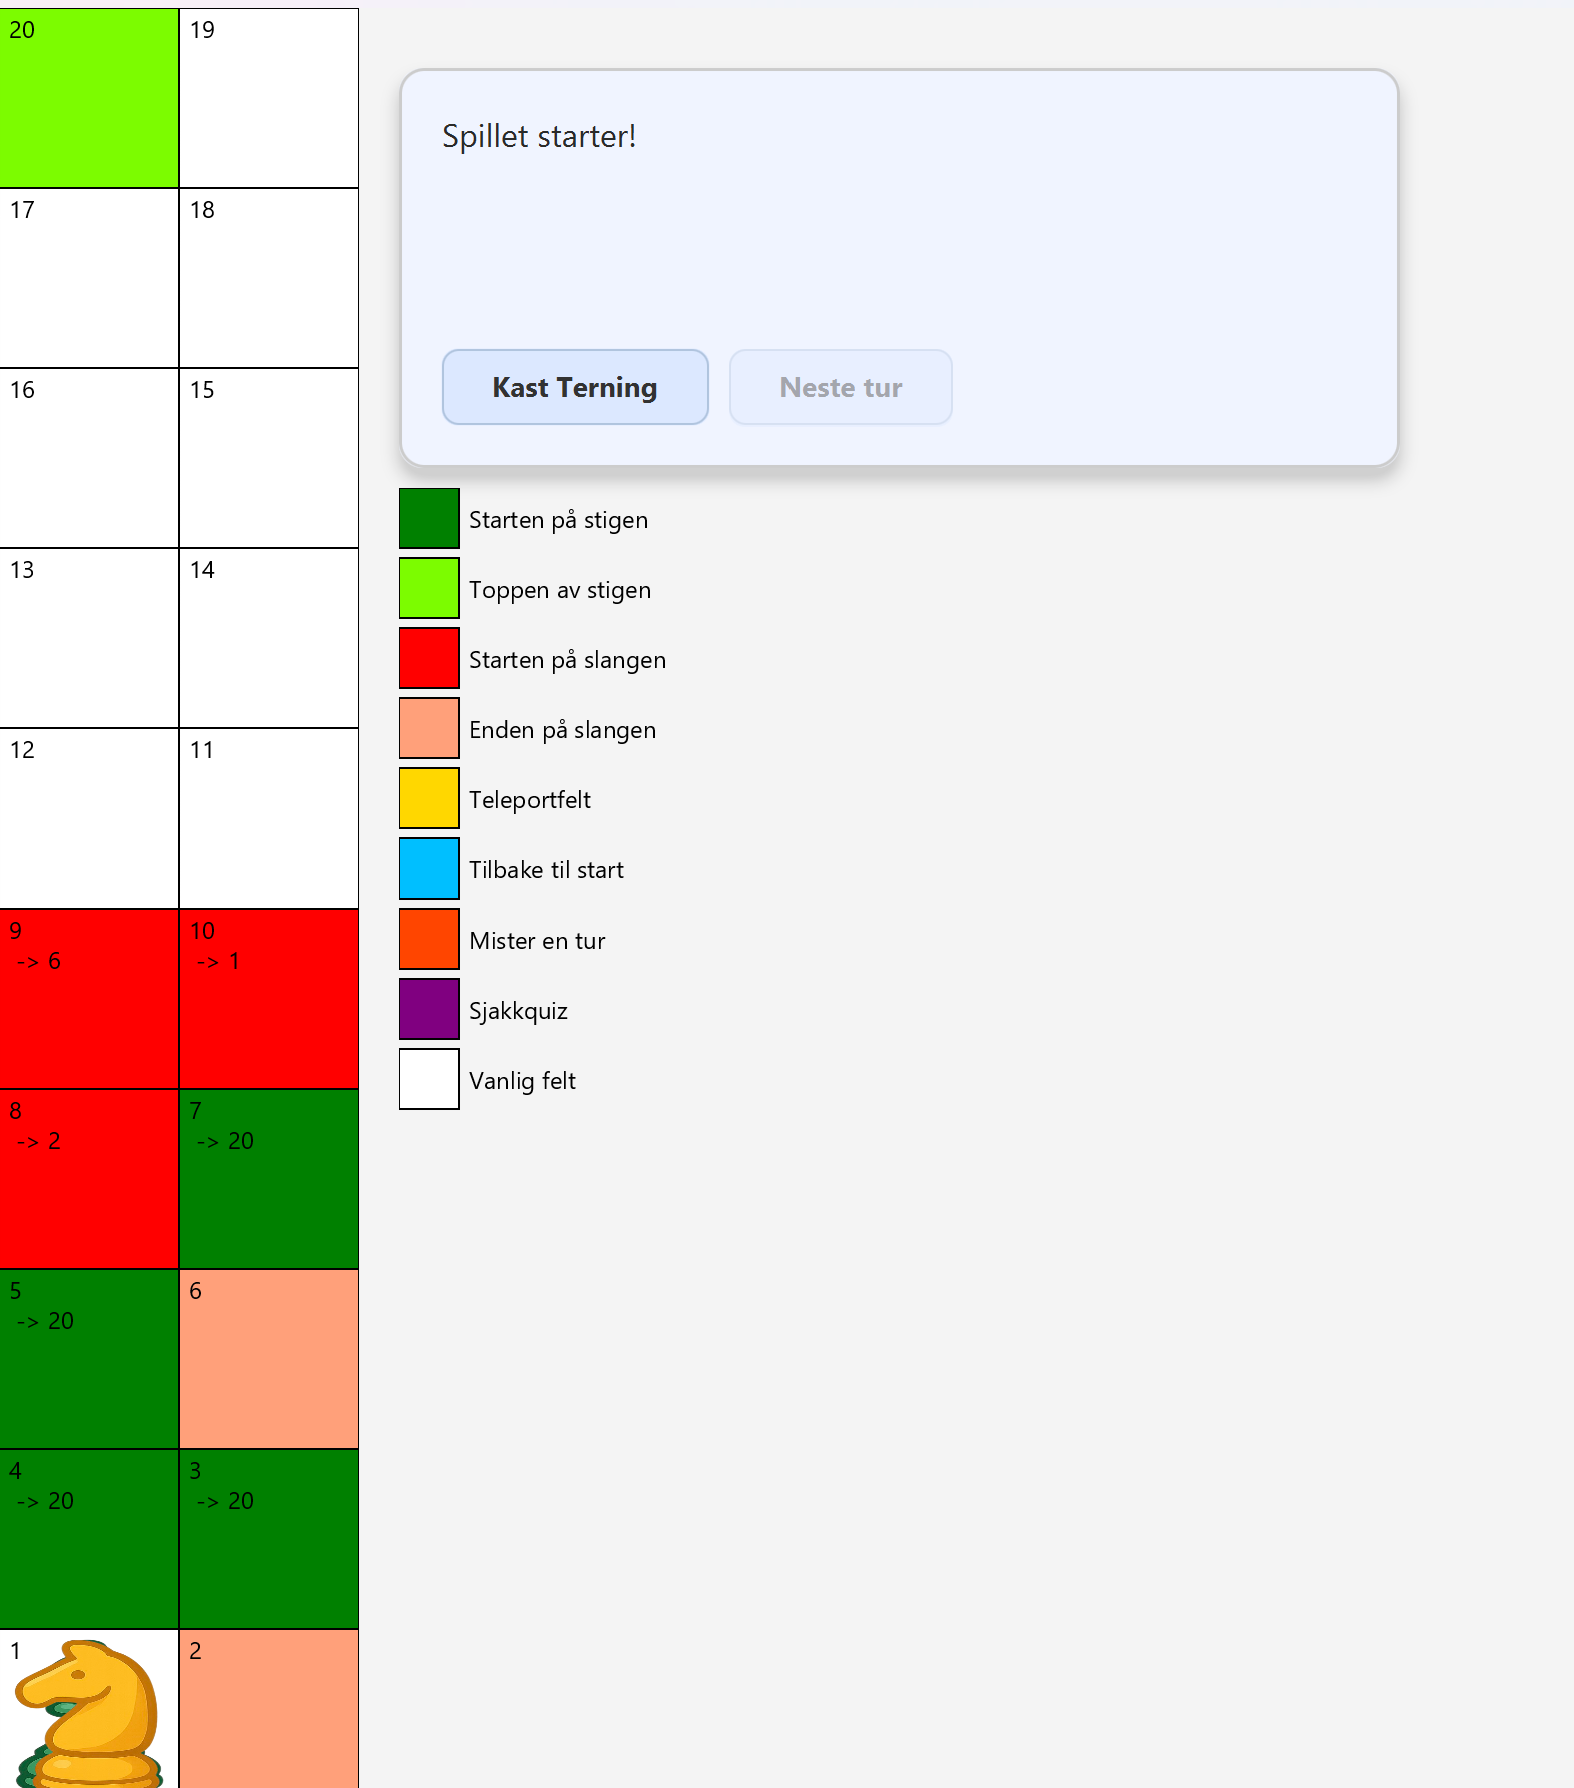 20
19
17
18
16
15
13
14
12
11
9
-> 6
10
-> 1
8
-> 2
7
-> 20
5
-> 20
6
4
-> 20
3
-> 20
1
2
Spillet starter!
Kast Terning
Neste tur
Starten på stigen
Toppen av stigen
Starten på slangen
Enden på slangen
Teleportfelt
Tilbake til start
Mister en tur
Sjakkquiz
Vanlig felt